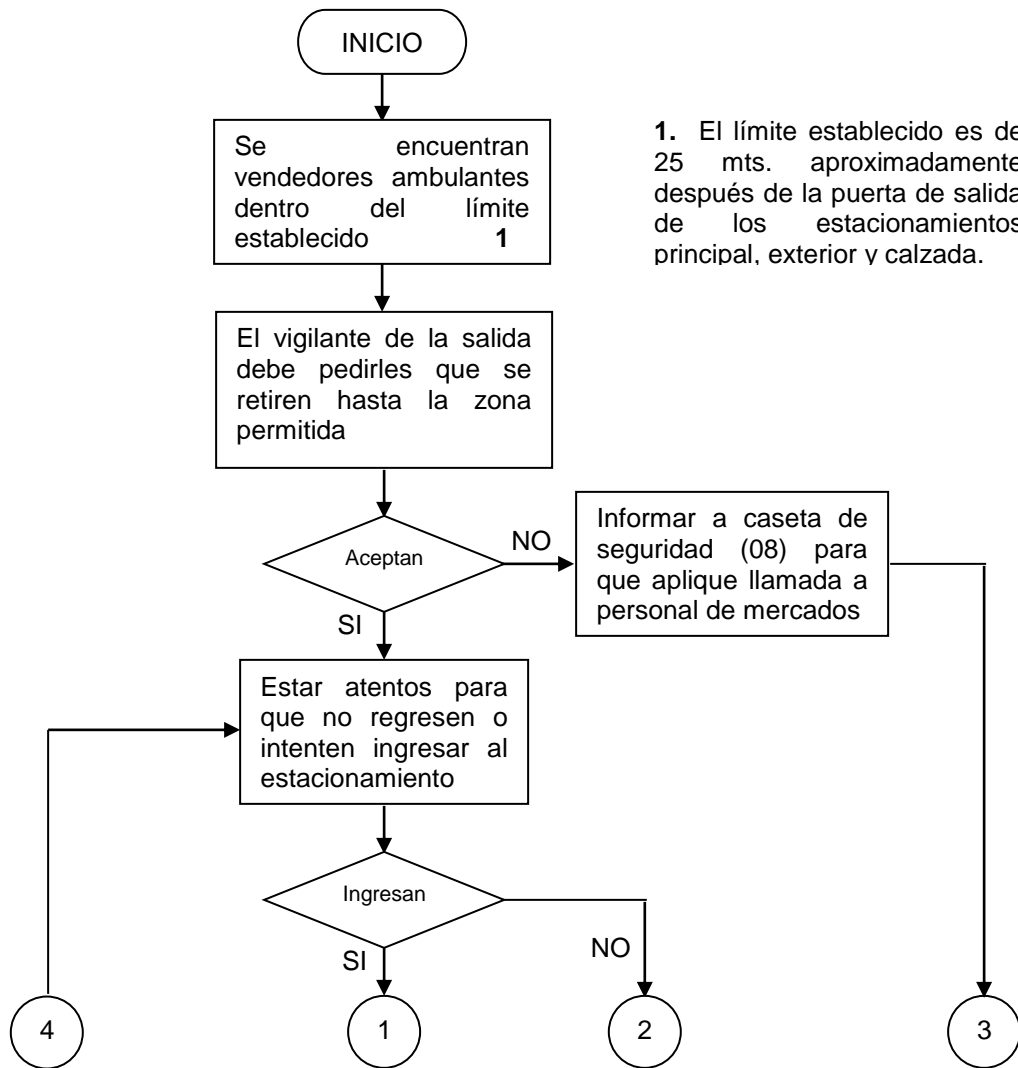 INICIO
Se encuentran
vendedores ambulantes
dentro del límite
establecido 1
1. El límite establecido es de
25 mts. aproximadamente
después de la puerta de salida
de los estacionamientos
principal, exterior y calzada.
El vigilante de la salida
debe pedirles que se
retiren hasta la zona
permitida
Aceptan
NO
Informar a caseta de
seguridad (08) para
que aplique llamada a
personal de mercados
SI
Estar atentos para
que no regresen o
intenten ingresar al
estacionamiento
Ingresan
SI
NO
4
1
2
3